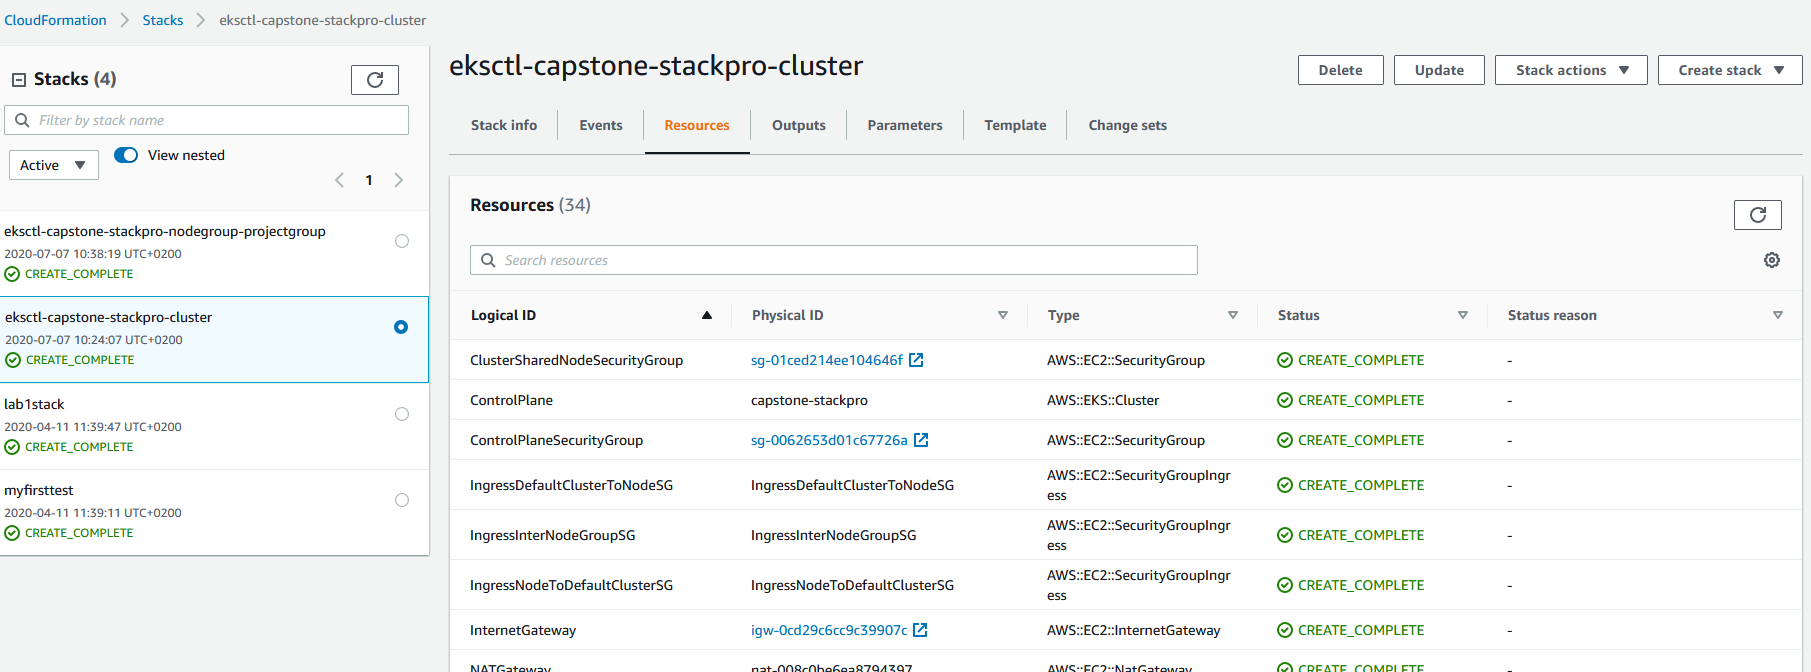 CloudFormation > Stacks > eksctl-capstone-stackpro-cluster
Stacks (4)
Filter by stack name
Active
View nested
1
eksctl-capstone-stackpro-nodegroup-projectgroup
2020-07-07 10:38:19 UTC+0200
CREATE_COMPLETE
eksctl-capstone-stackpro-cluster
2020-07-07 10:24:07 UTC+0200
CREATE_COMPLETE
lab1stack
2020-04-11 11:39:47 UTC+0200
CREATE_COMPLETE
myfirsttest
2020-04-11 11:39:11 UTC+0200
CREATE_COMPLETE
eksctl-capstone-stackpro-cluster
Delete Update Stack actions Create stack
Stack info Events Resources Outputs Parameters Template Change sets
Resources (34)
Search resources
Logical ID Physical ID Type Status Status reason
ClusterSharedNodeSecurityGroup sg-01ced214ee104646f AWS::EC2::SecurityGroup CREATE_COMPLETE -
ControlPlane capstone-stackpro AWS::EKS::Cluster CREATE_COMPLETE -
ControlPlaneSecurityGroup sg-0062653d01c67726a AWS::EC2::SecurityGroup CREATE_COMPLETE -
IngressDefaultClusterToNodeSG IngressDefaultClusterToNodeSG AWS::EC2::SecurityGroupIngr
ess CREATE_COMPLETE -
IngressInterNodeGroupSG IngressInterNodeGroupSG AWS::EC2::SecurityGroupIngr
ess CREATE_COMPLETE -
IngressNodeToDefaultClusterSG IngressNodeToDefaultClusterSG AWS::EC2::SecurityGroupIngr
ess CREATE_COMPLETE -
InternetGateway igw-0cd29c6cc9c39907c AWS::EC2::InternetGateway CREATE_COMPLETE -
NATGateway nat-008c0be6ea8794397 AWS::EC2::NatGateway CREATE_COMPLETE -